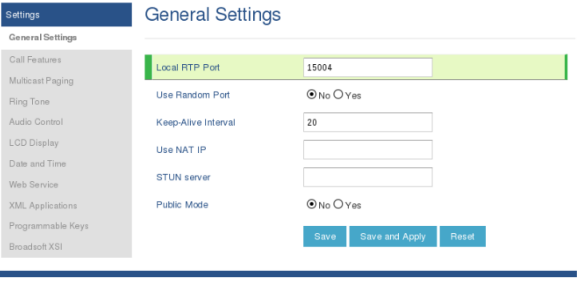 Settings
General Settings
Call Features
Multicast Paging
Ring Tone
Audio Control
LCD Display
Date and Time
Web Service
XML Applications
Programmable Keys
Broadsoft XSI
General Settings
Local RTP Port 15004
Use Random Port No Yes
Keep-Alive Interval 20
Use NAT IP
STUN server
Public Mode No Yes
Save Save and Apply Reset